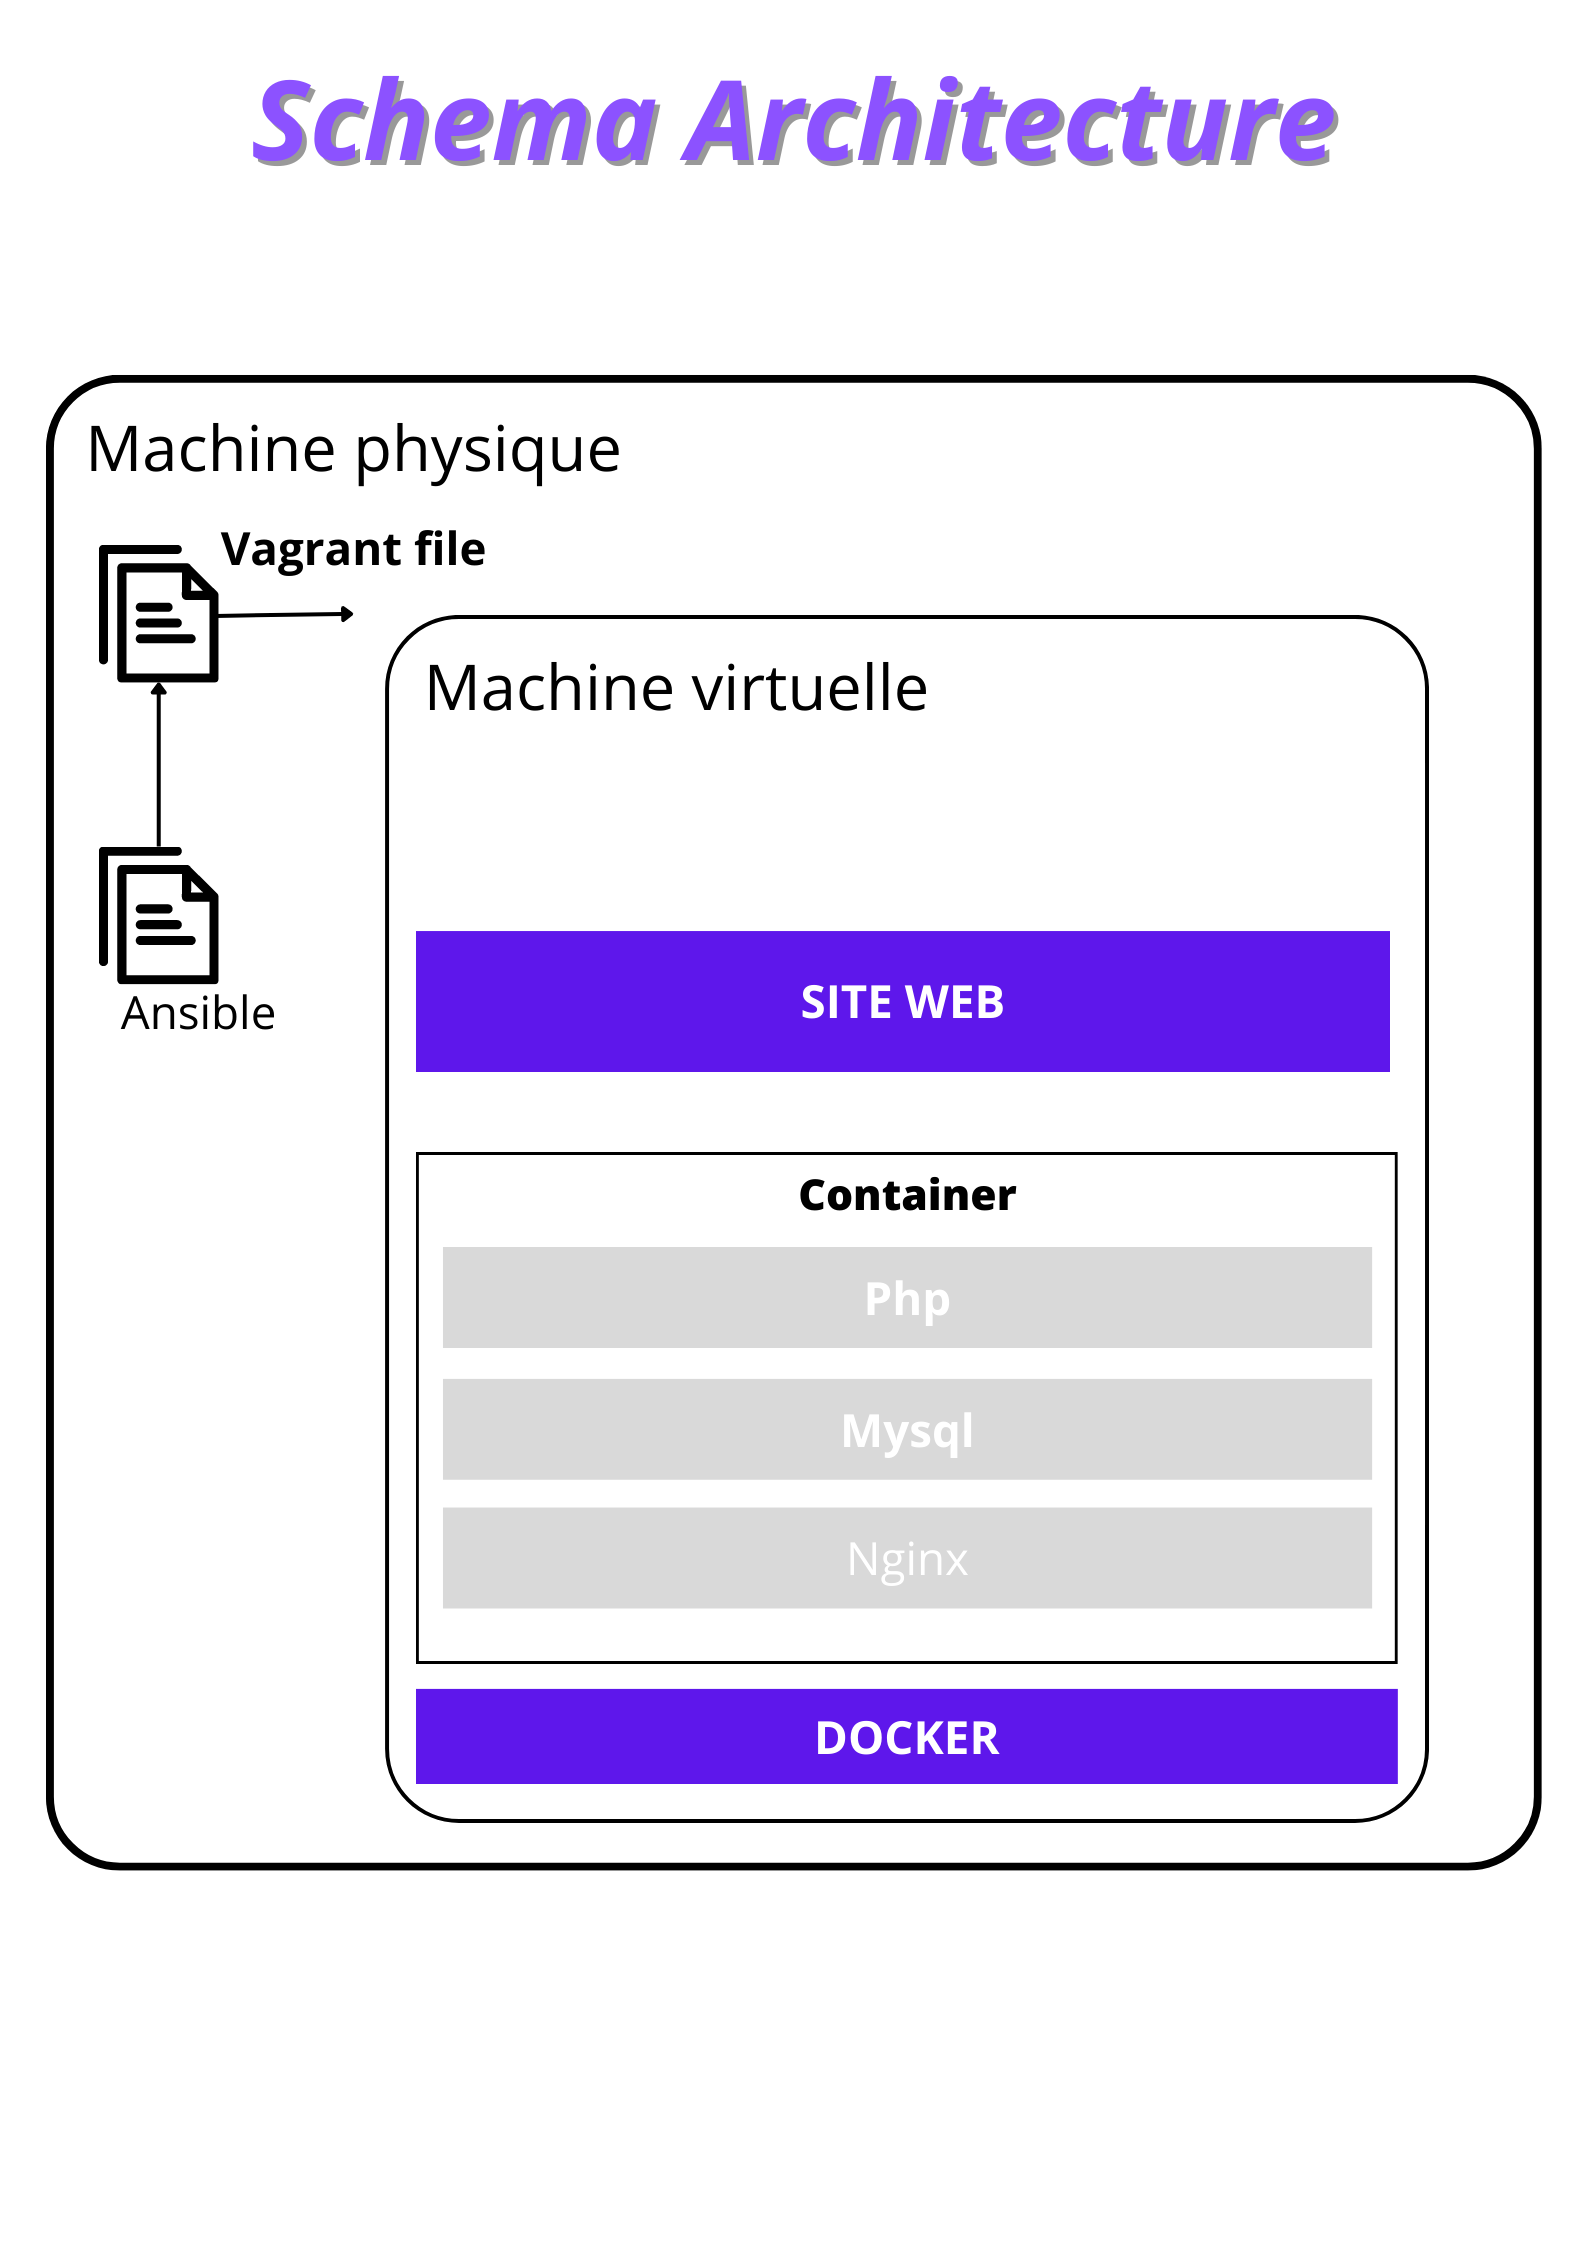 Schema Architecture
Machine physique
Vagrant file
Machine virtuelle
Ansible
SITE WEB
Container
Php
Mysql
Nginx
DOCKER